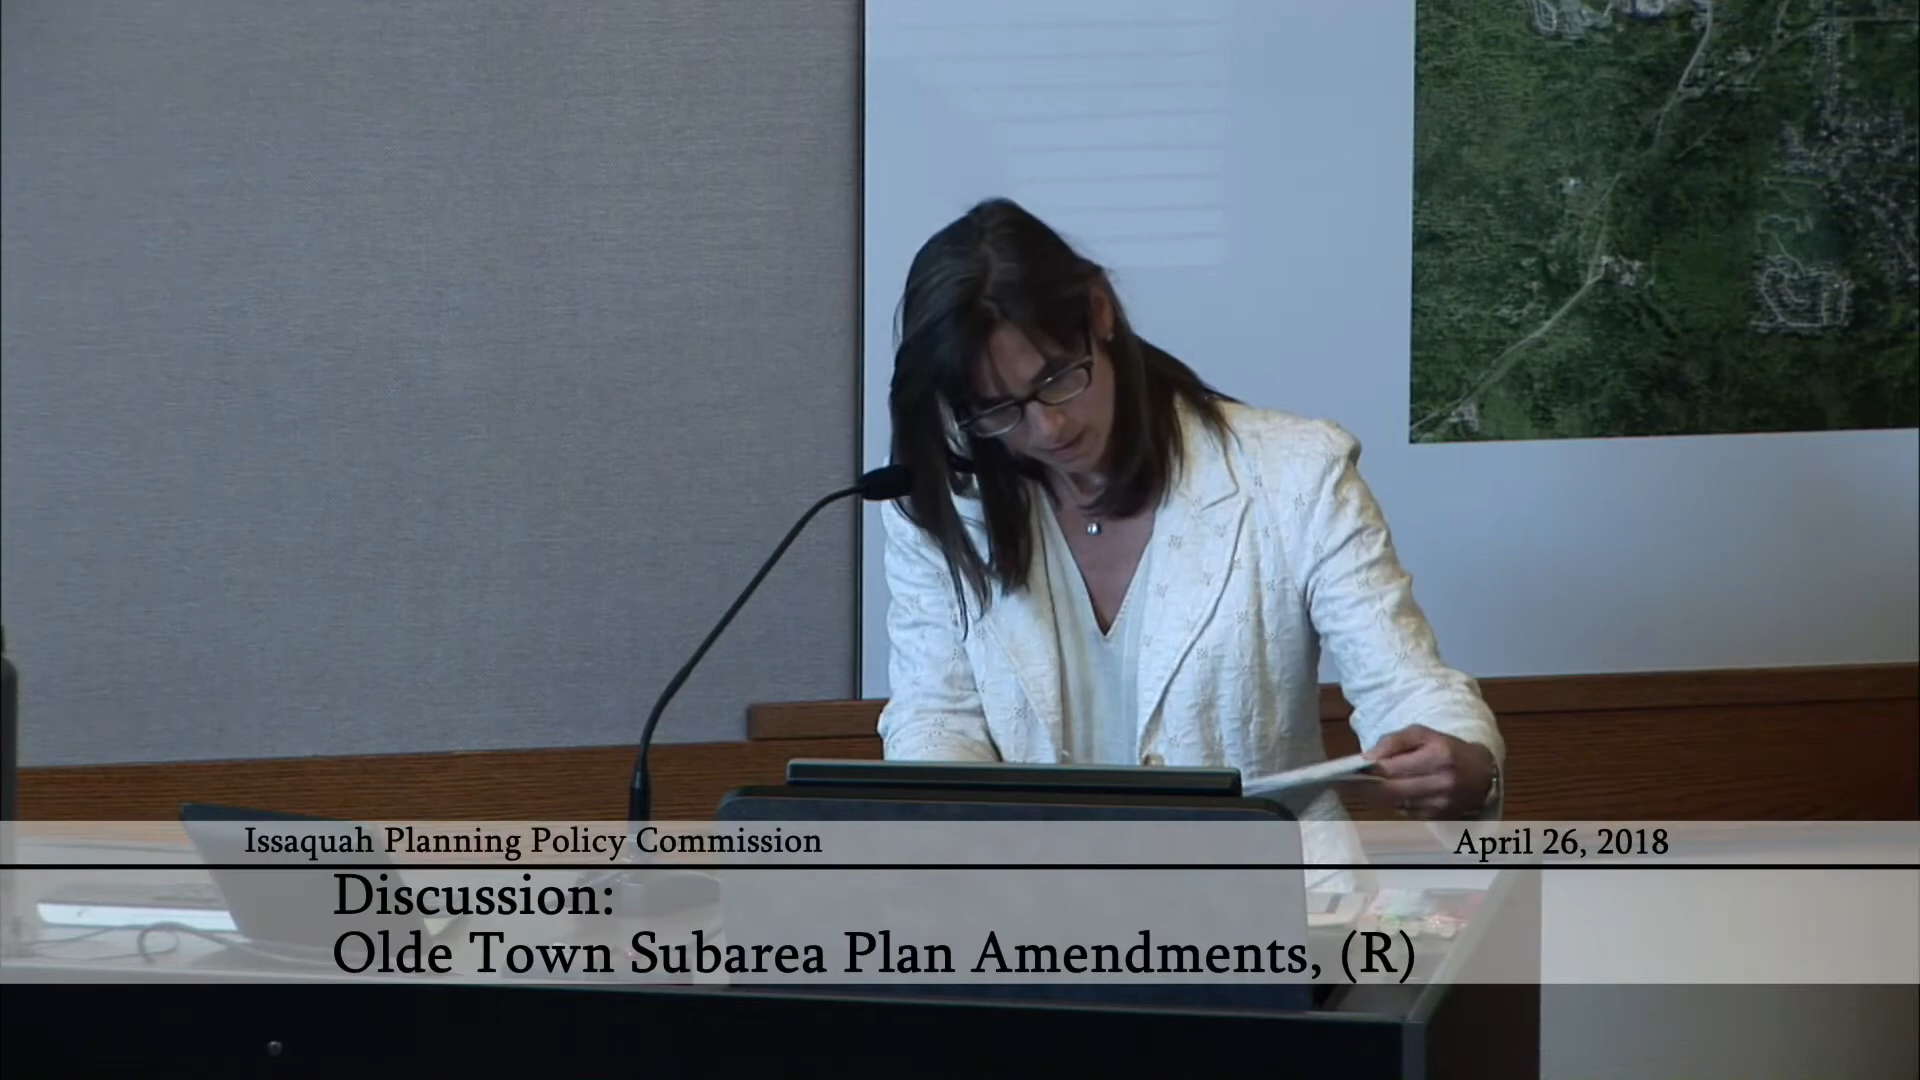 Issaquah Planning Policy Commission
April 26, 2018
Discussion:
Olde Town Subarea Plan Amendments, (R)